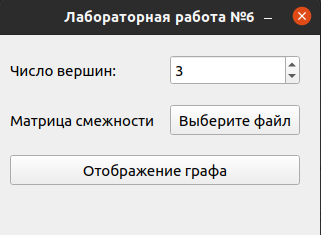 Лабораторная работа №6
Число вершин: 3
Матрица смежности Выберите файл
Отображение графа